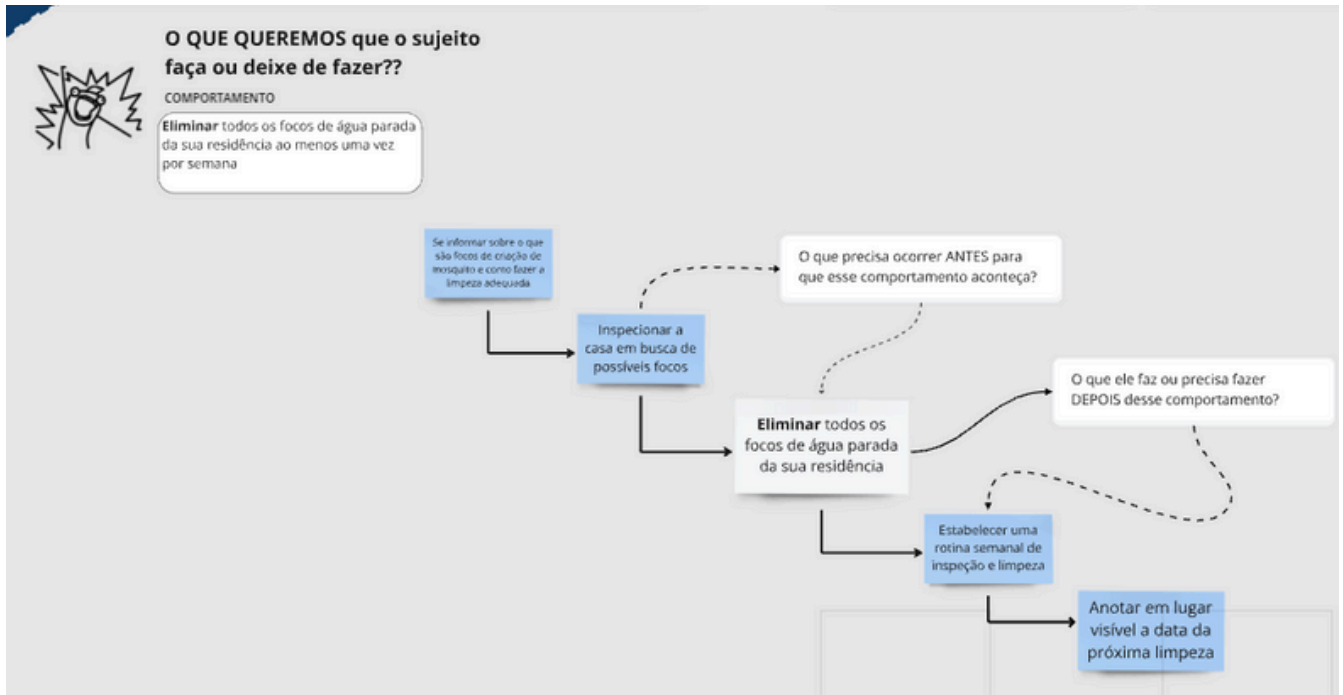 O QUE QUEREMOS que o sujeito
faça ou deixe de fazer??
COMPORTAMENTO
Eliminar todos os focos de água parada
da sua residência ao menos uma vez
por semana
Se informar sobre o que
são focos de criação de
mosquito e como fazer a
limpeza adequada
O que precisa ocorrer ANTES para
que esse comportamento aconteça?
Inspecionar a
casa em busca de
possíveis focos
O que ele faz ou precisa fazer
DEPOIS desse comportamento?
Eliminar todos os
focos de água parada
da sua residência
Estabelecer uma
rotina semanal de
inspeção e limpeza
Anotar em lugar
visível a data da
próxima limpeza